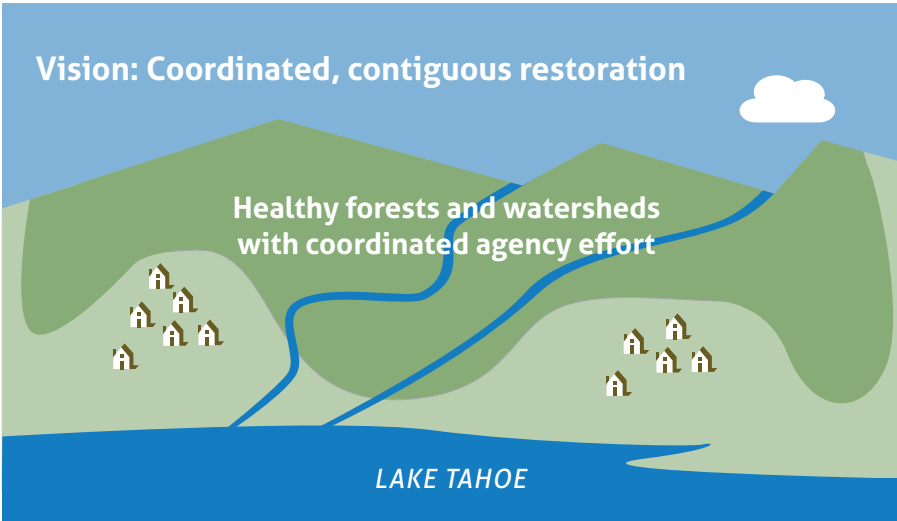 Vision: Coordinated, contiguous restoration
Healthy forests and watersheds
with coordinated agency effort
LAKE TAHOE